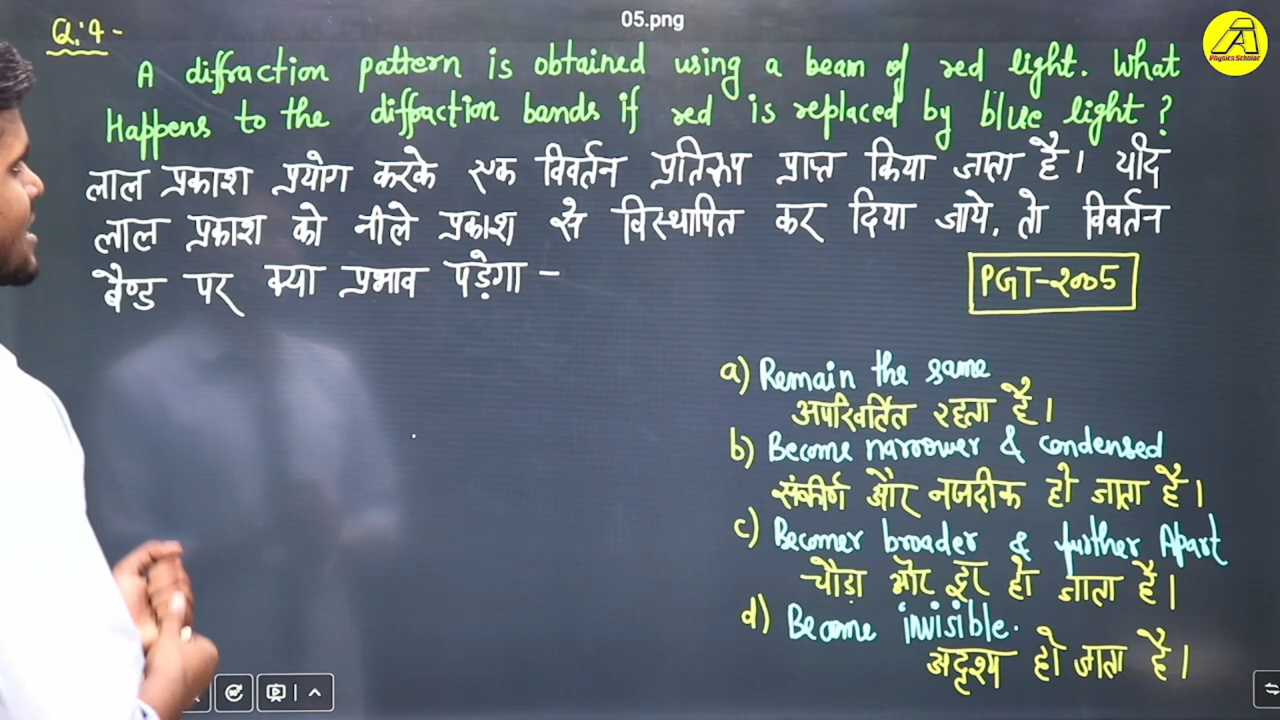 05.png
Q:4-
A diffraction pattern is obtained using a beam of red light. What
Happens to the diffraction bands if red is replaced by blue light ?
लाल प्रकाश प्रयोग करके एक विवर्तन प्रतिरूप प्राप्त किया जाता है। यदि
लाल प्रकाश को नीले प्रकाश से विस्थापित कर दिया जाये, तो विवर्तन
बैण्ड पर क्या प्रभाव पड़ेगा -
PGT-2005
a) Remain the same
अपरिवर्तित रहता है।
b) Become narrower & condensed
संकीर्ण और नजदीक हो जाता है।
c) Becomer broader & further Apart
चौड़ा और दूर हो जाता है।
d) Become invisible.
अदृश्य हो जाता है।
A
Physics Scholar